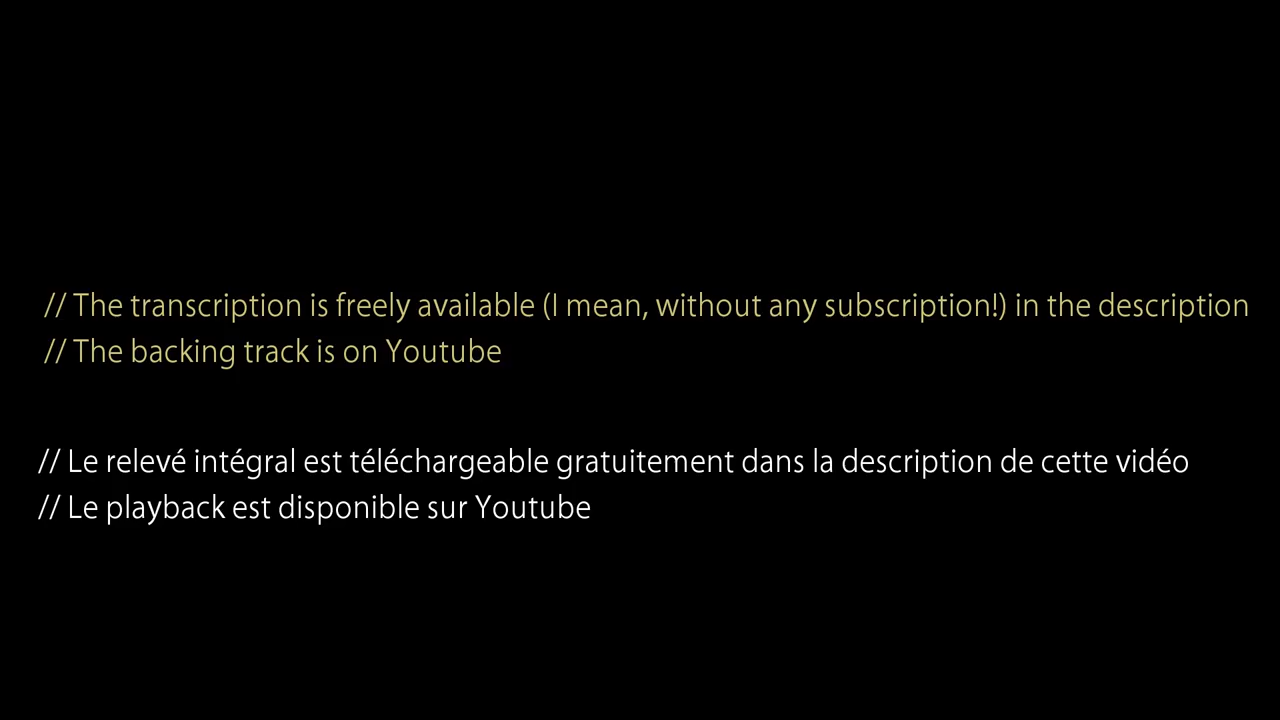 // The transcription is freely available (I mean, without any subscription!) in the description
// The backing track is on Youtube
// Le relevé intégral est téléchargeable gratuitement dans la description de cette vidéo
// Le playback est disponible sur Youtube